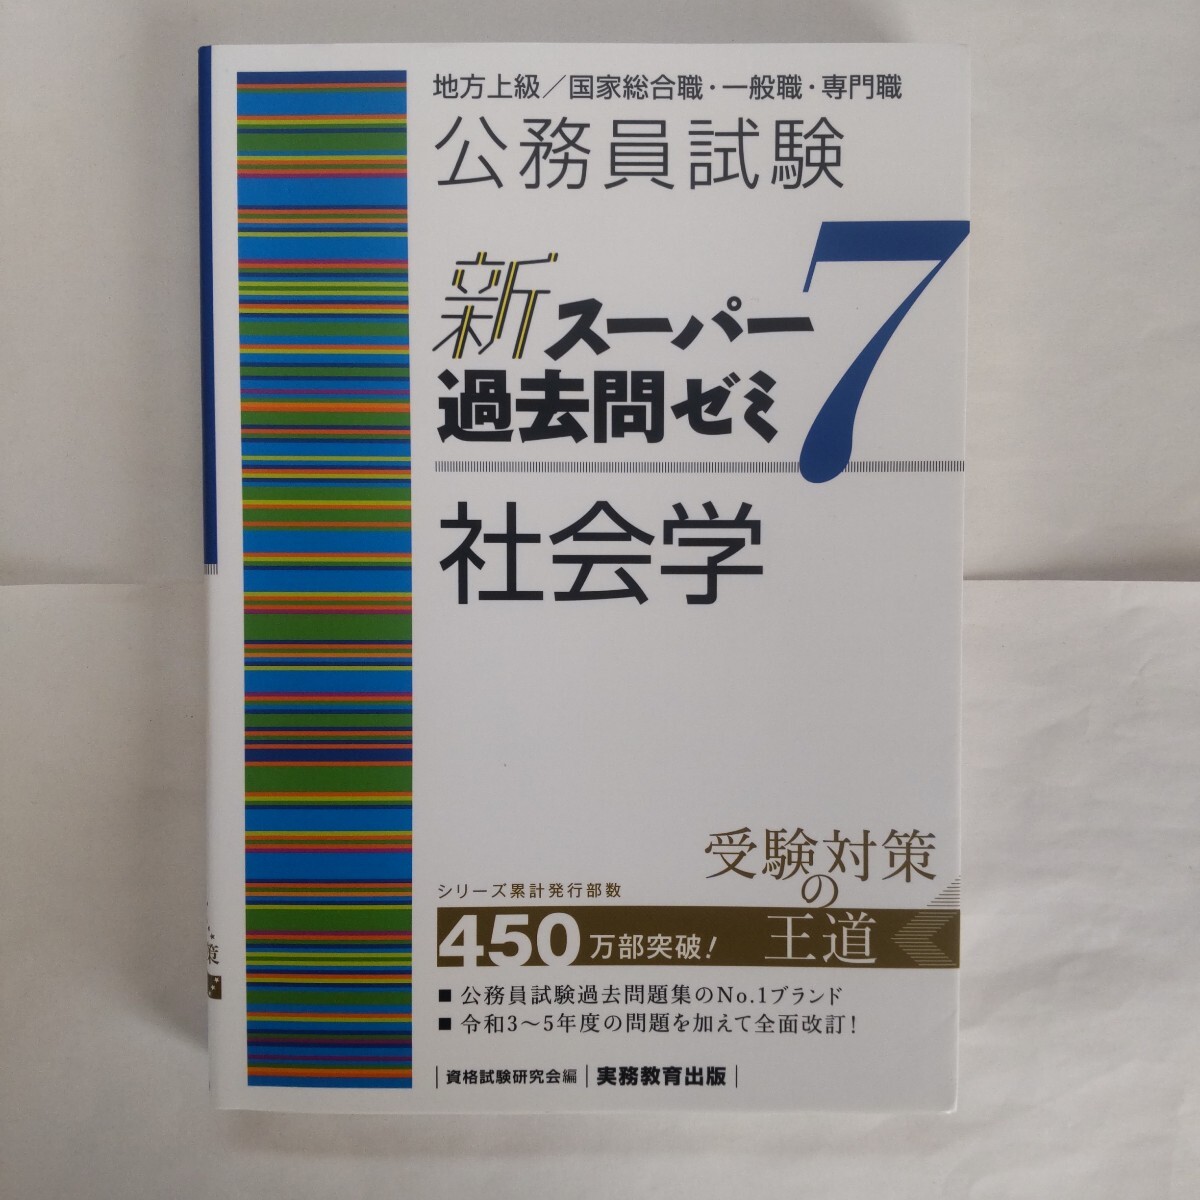 地方上級／国家総合職・一般職・専門職
公務員試験
新スーパー
過去問ゼミ7
社会学
受験対策
の
王道
シリーズ累計発行部数
450万部突破！
■ 公務員試験過去問題集のNo.1ブランド
■ 令和3～5年度の問題を加えて全面改訂！
資格試験研究会編 | 実務教育出版
策